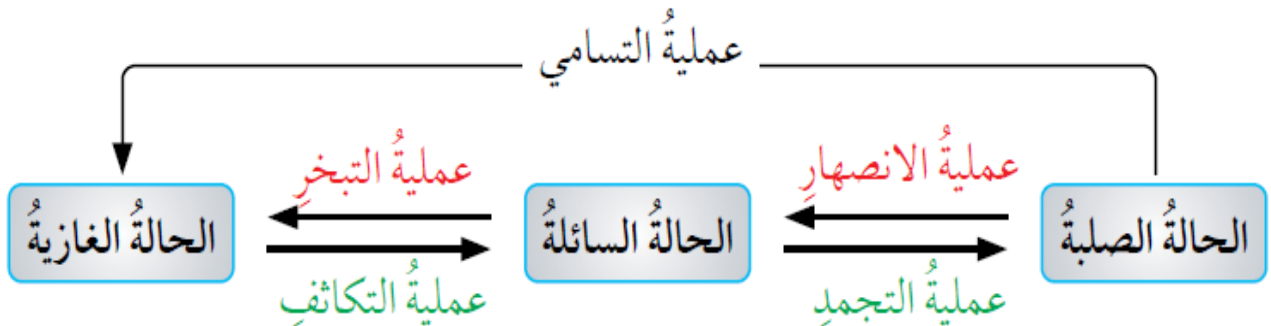 عمليةُ التسامي
عمليةُ الانصهارِ
عمليةُ التبخرِ
الحالةُ الصلبةُ
الحالةُ السائلةُ
الحالةُ الغازيةُ
عمليةُ التجمدِ
عمليةُ التكاثفِ